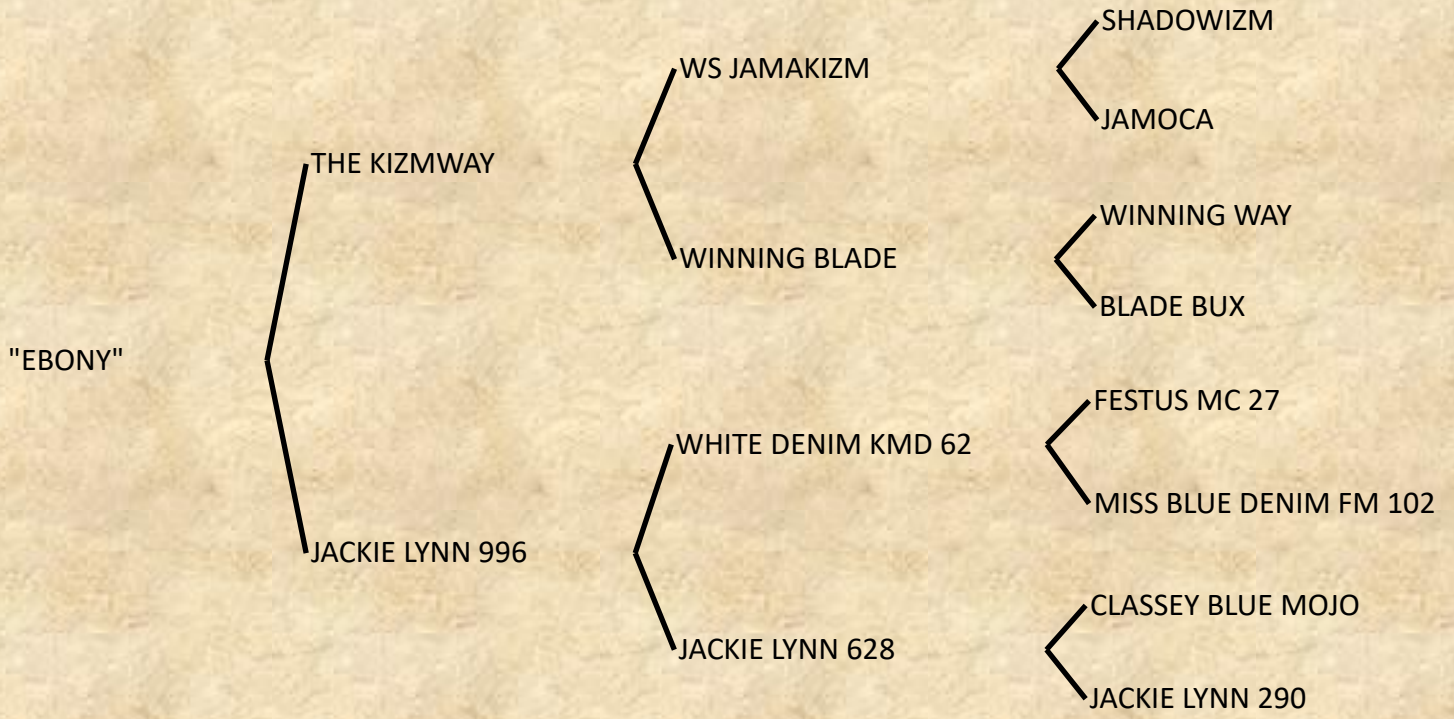 SHADOWIZM
WS JAMAKIZM
JAMOCA
THE KIZMWAY
WINNING WAY
WINNING BLADE
BLADE BUX
"EBONY"
FESTUS MC 27
WHITE DENIM KMD 62
MISS BLUE DENIM FM 102
JACKIE LYNN 996
CLASSEY BLUE MOJO
JACKIE LYNN 628
JACKIE LYNN 290